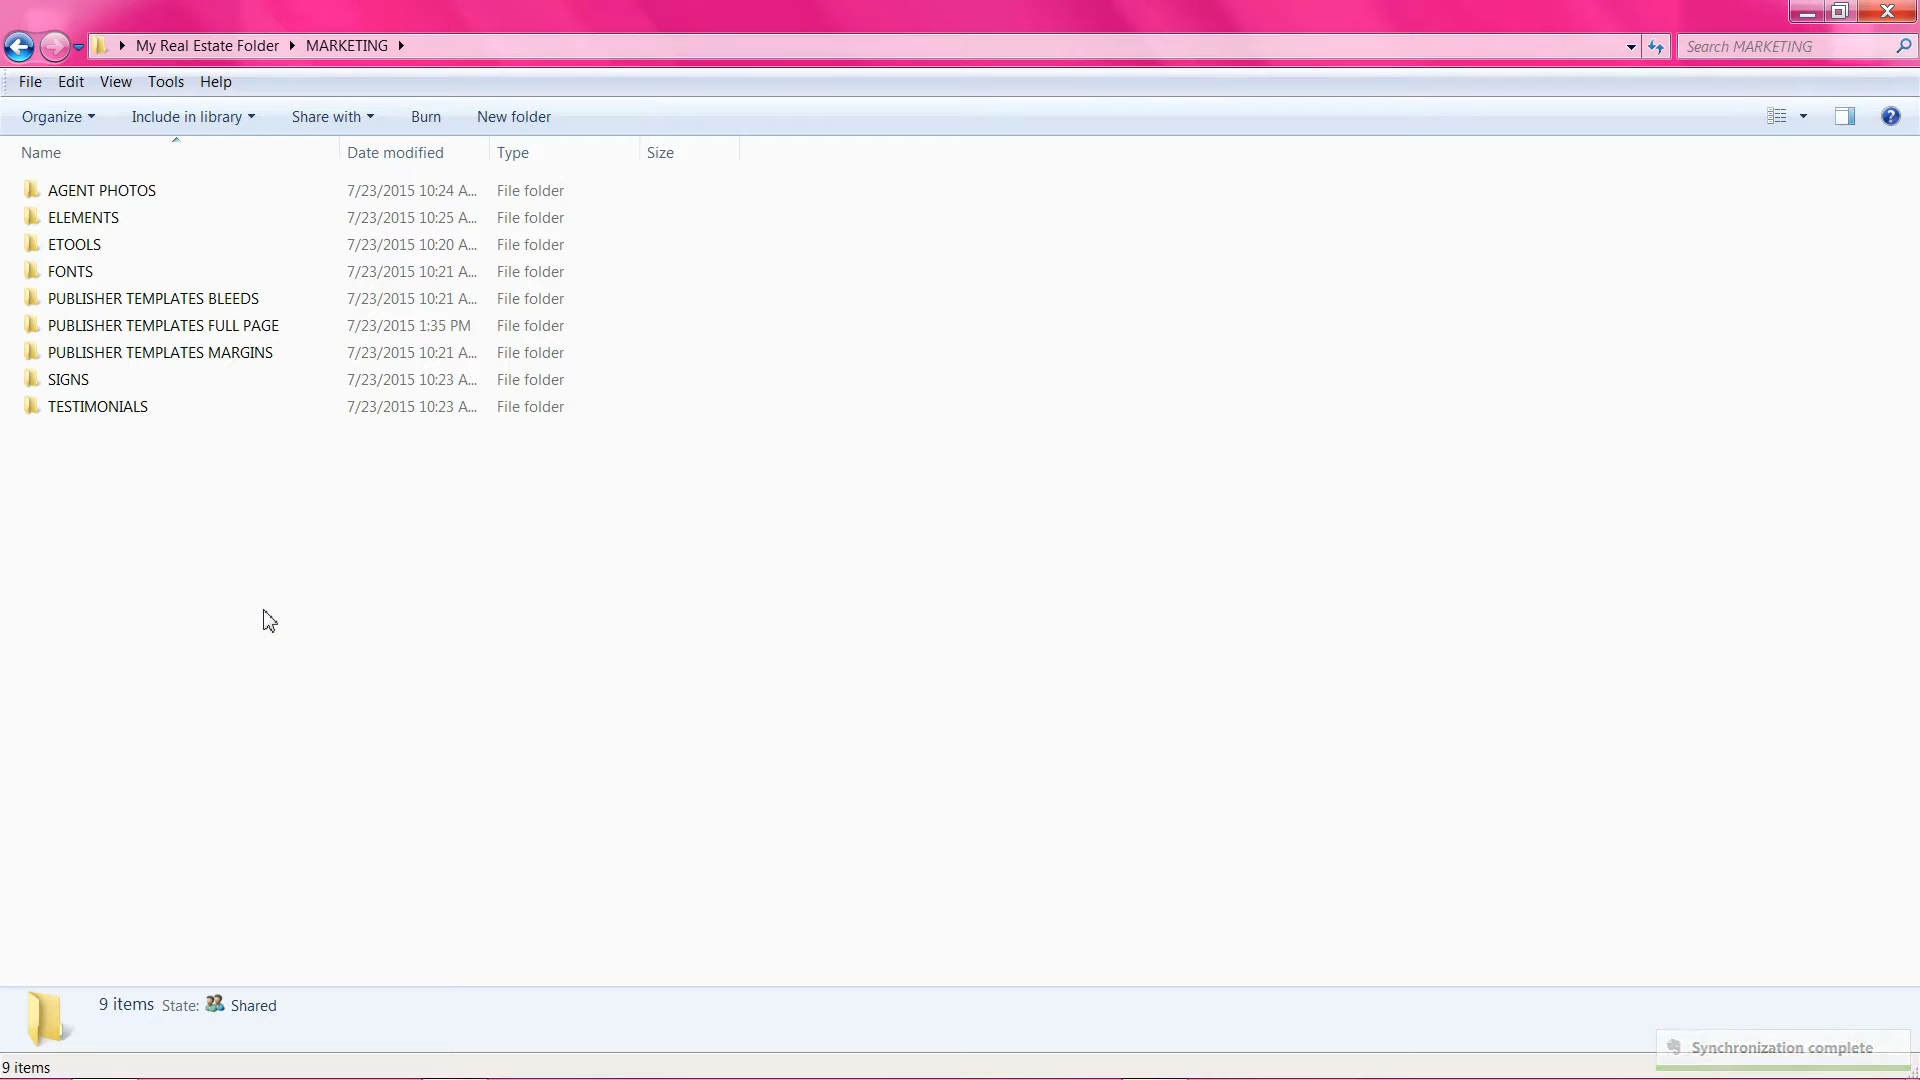 My Real Estate Folder MARKETING Search MARKETING
File Edit View Tools Help
Organize Include in library Share with Burn New folder
Name Date modified Type Size
AGENT PHOTOS 7/23/2015 10:24 A... File folder
ELEMENTS 7/23/2015 10:25 A... File folder
ETOOLS 7/23/2015 10:20 A... File folder
FONTS 7/23/2015 10:21 A... File folder
PUBLISHER TEMPLATES BLEEDS 7/23/2015 10:21 A... File folder
PUBLISHER TEMPLATES FULL PAGE 7/23/2015 1:35 PM File folder
PUBLISHER TEMPLATES MARGINS 7/23/2015 10:21 A... File folder
SIGNS 7/23/2015 10:23 A... File folder
TESTIMONIALS 7/23/2015 10:23 A... File folder
9 items State: Shared
Synchronization complete
9 items